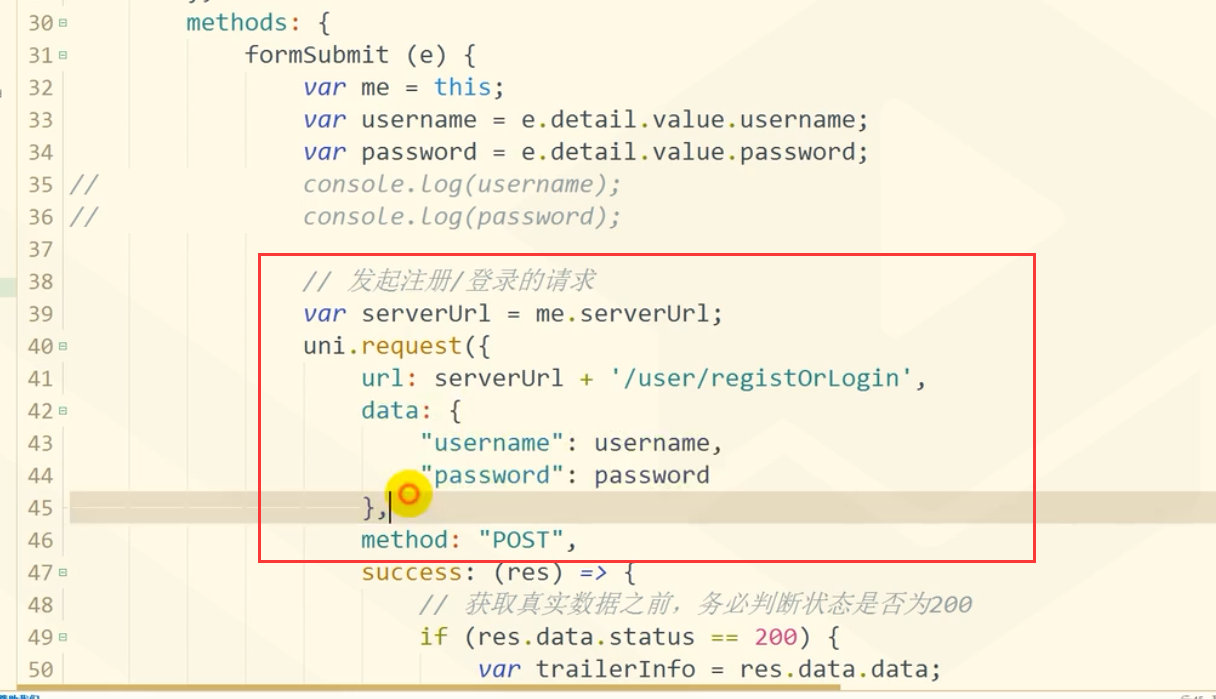 30 methods: {
31 formSubmit (e) {
32 var me = this;
33 var username = e.detail.value.username;
34 var password = e.detail.value.password;
35 // console.log(username);
36 // console.log(password);
37
38 // 发起注册/登录的请求
39 var serverUrl = me.serverUrl;
40 uni.request({
41 url: serverUrl + '/user/registOrLogin',
42 data: {
43 "username": username,
44 "password": password
45 },
46 method: "POST",
47 success: (res) => {
48 // 获取真实数据之前，务必判断状态是否为200
49 if (res.data.status == 200) {
50 var trailerInfo = res.data.data;